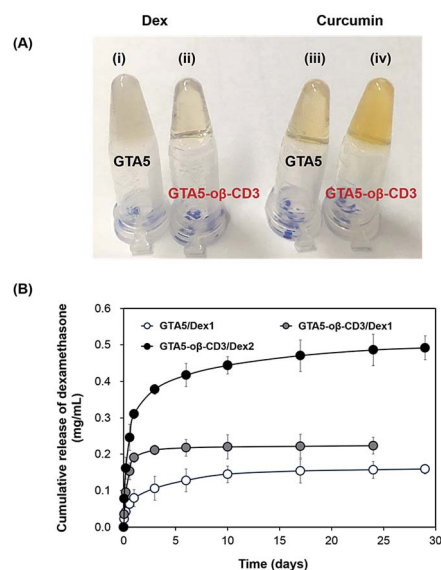 Dex
Curcumin
(A)
(i)
(ii)
(iii)
(iv)
GTA5
GTA5-oβ-CD3
GTA5
GTA5-oβ-CD3
(B)
GTA5/Dex1
GTA5-oβ-CD3/Dex1
GTA5-oβ-CD3/Dex2
Cumulative release of dexamethasone
(mg/mL)
0.6
0.5
0.4
0.3
0.2
0.1
0.0
0
5
10
15
20
25
30
Time (days)